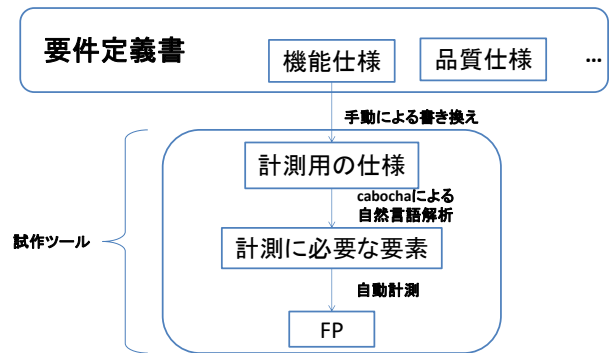 要件定義書
機能仕様
品質仕様
...
手動による書き換え
計測用の仕様
cabochaによる
自然言語解析
試作ツール
計測に必要な要素
自動計測
FP